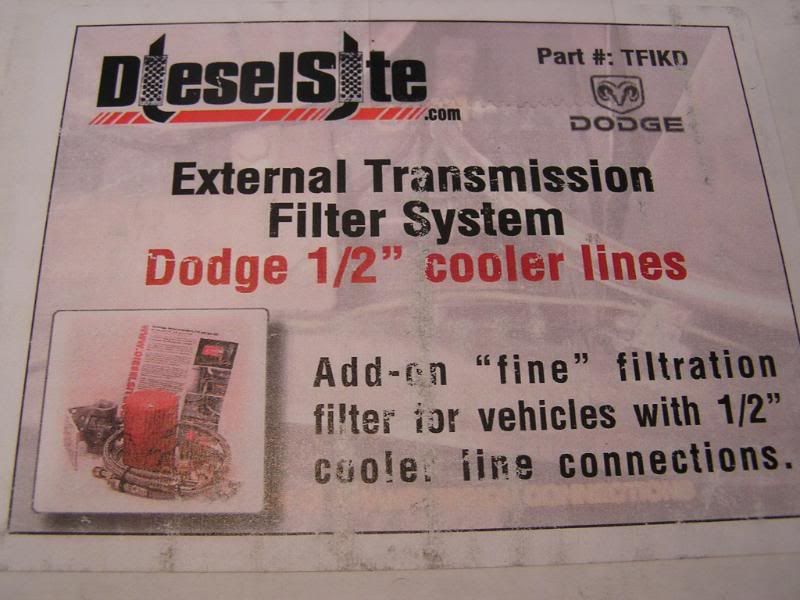 DieselSite
.com
Part #: TFIKD
DODGE
External Transmission
Filter System
Dodge 1/2” cooler lines
Add-on “fine” filtration
filter for vehicles with 1/2”
cooler line connections.